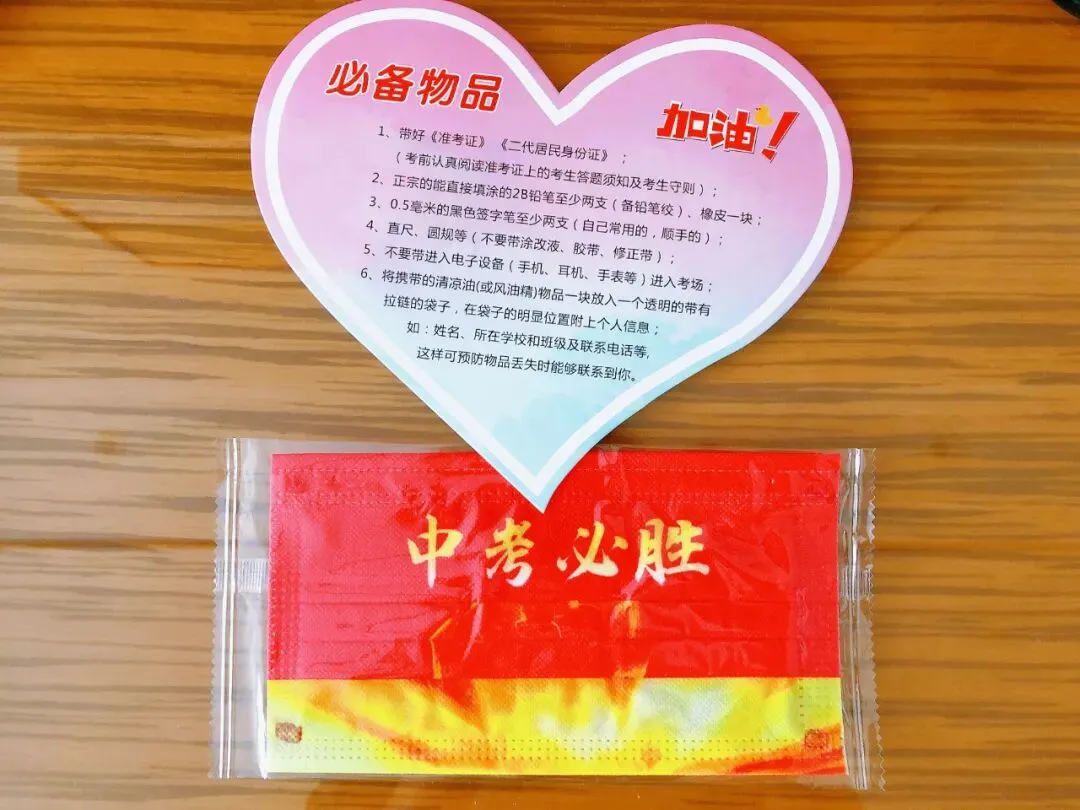 必备物品
加油！
1、带好《准考证》《二代居民身份证》；
（考前认真阅读准考证上的考生答题须知及考生守则）；
2、正宗的能直接填涂的2B铅笔至少两支（备铅笔绞）、橡皮一块；
3、0.5毫米的黑色签字笔至少两支（自己常用的，顺手的）；
4、直尺、圆规等（不要带涂改液、胶带、修正带）；
5、不要带进入电子设备（手机、耳机、手表等）进入考场；
6、将携带的清凉油(或风油精)物品一块放入一个透明的带有
拉链的袋子，在袋子的明显位置附上个人信息；
如：姓名、所在学校和班级及联系电话等,
这样可预防物品丢失时能够联系到你。
中考必胜